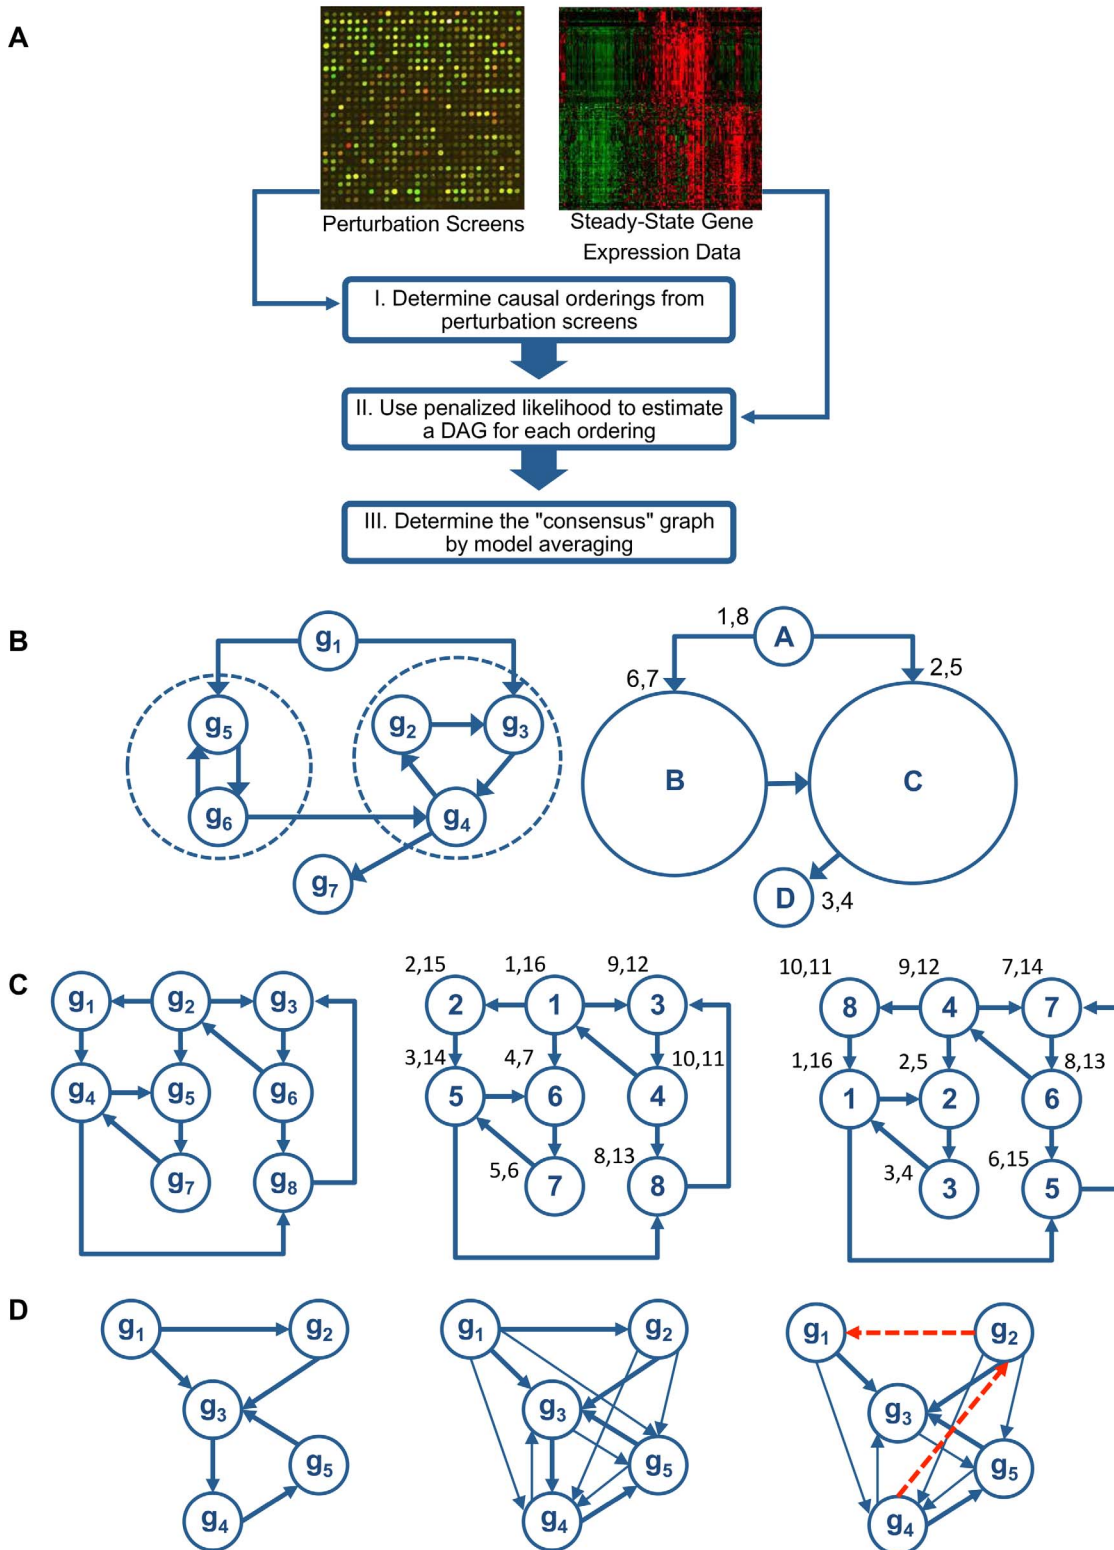 A
Perturbation Screens
Steady-State Gene
Expression Data
I. Determine causal orderings from
perturbation screens
II. Use penalized likelihood to estimate
a DAG for each ordering
III. Determine the "consensus" graph
by model averaging
B
g1
g5
g2
g3
g6
g4
g7
1,8
A
6,7
2,5
B
C
D
3,4
C
g1
g2
g3
g4
g5
g6
g7
g8
2,15
1,16
9,12
2
1
3
3,14
4,7
10,11
5
6
4
5,6
8,13
7
8
10,11
9,12
7,14
8
4
7
1,16
2,5
8,13
1
2
6
3,4
6,15
3
5
D
g1
g2
g3
g5
g4
g1
g2
g3
g5
g4
g1
g2
g3
g5
g4